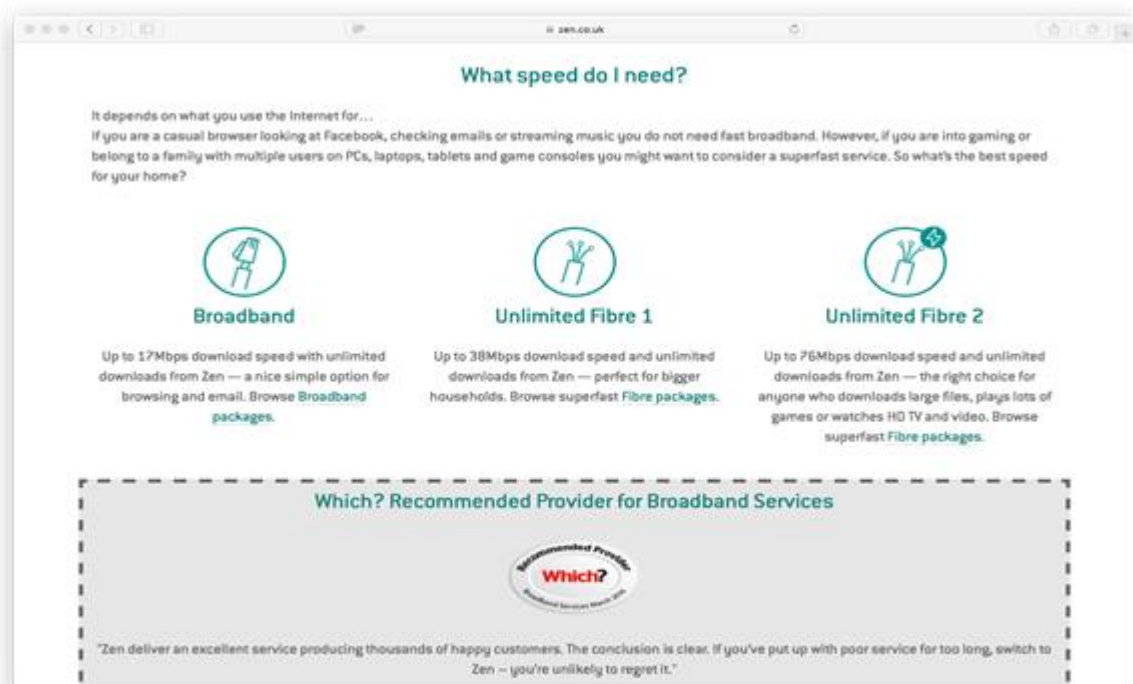 zen.co.uk
What speed do I need?
It depends on what you use the Internet for...
If you are a casual browser looking at Facebook, checking emails or streaming music you do not need fast broadband. However, if you are into gaming or
belong to a family with multiple users on PCs, laptops, tablets and game consoles you might want to consider a superfast service. So what's the best speed
for your home?
Broadband
Up to 17Mbps download speed with unlimited
downloads from Zen — a nice simple option for
browsing and email. Browse Broadband
packages.
Unlimited Fibre 1
Up to 38Mbps download speed and unlimited
downloads from Zen — perfect for bigger
households. Browse superfast Fibre packages.
Unlimited Fibre 2
Up to 76Mbps download speed and unlimited
downloads from Zen — the right choice for
anyone who downloads large files, plays lots of
games or watches HD TV and video. Browse
superfast Fibre packages.
Which? Recommended Provider for Broadband Services
Recommended Provider
Which?
Broadband Services March
"Zen deliver an excellent service producing thousands of happy customers. The conclusion is clear. If you've put up with poor service for too long, switch to
Zen – you're unlikely to regret it."